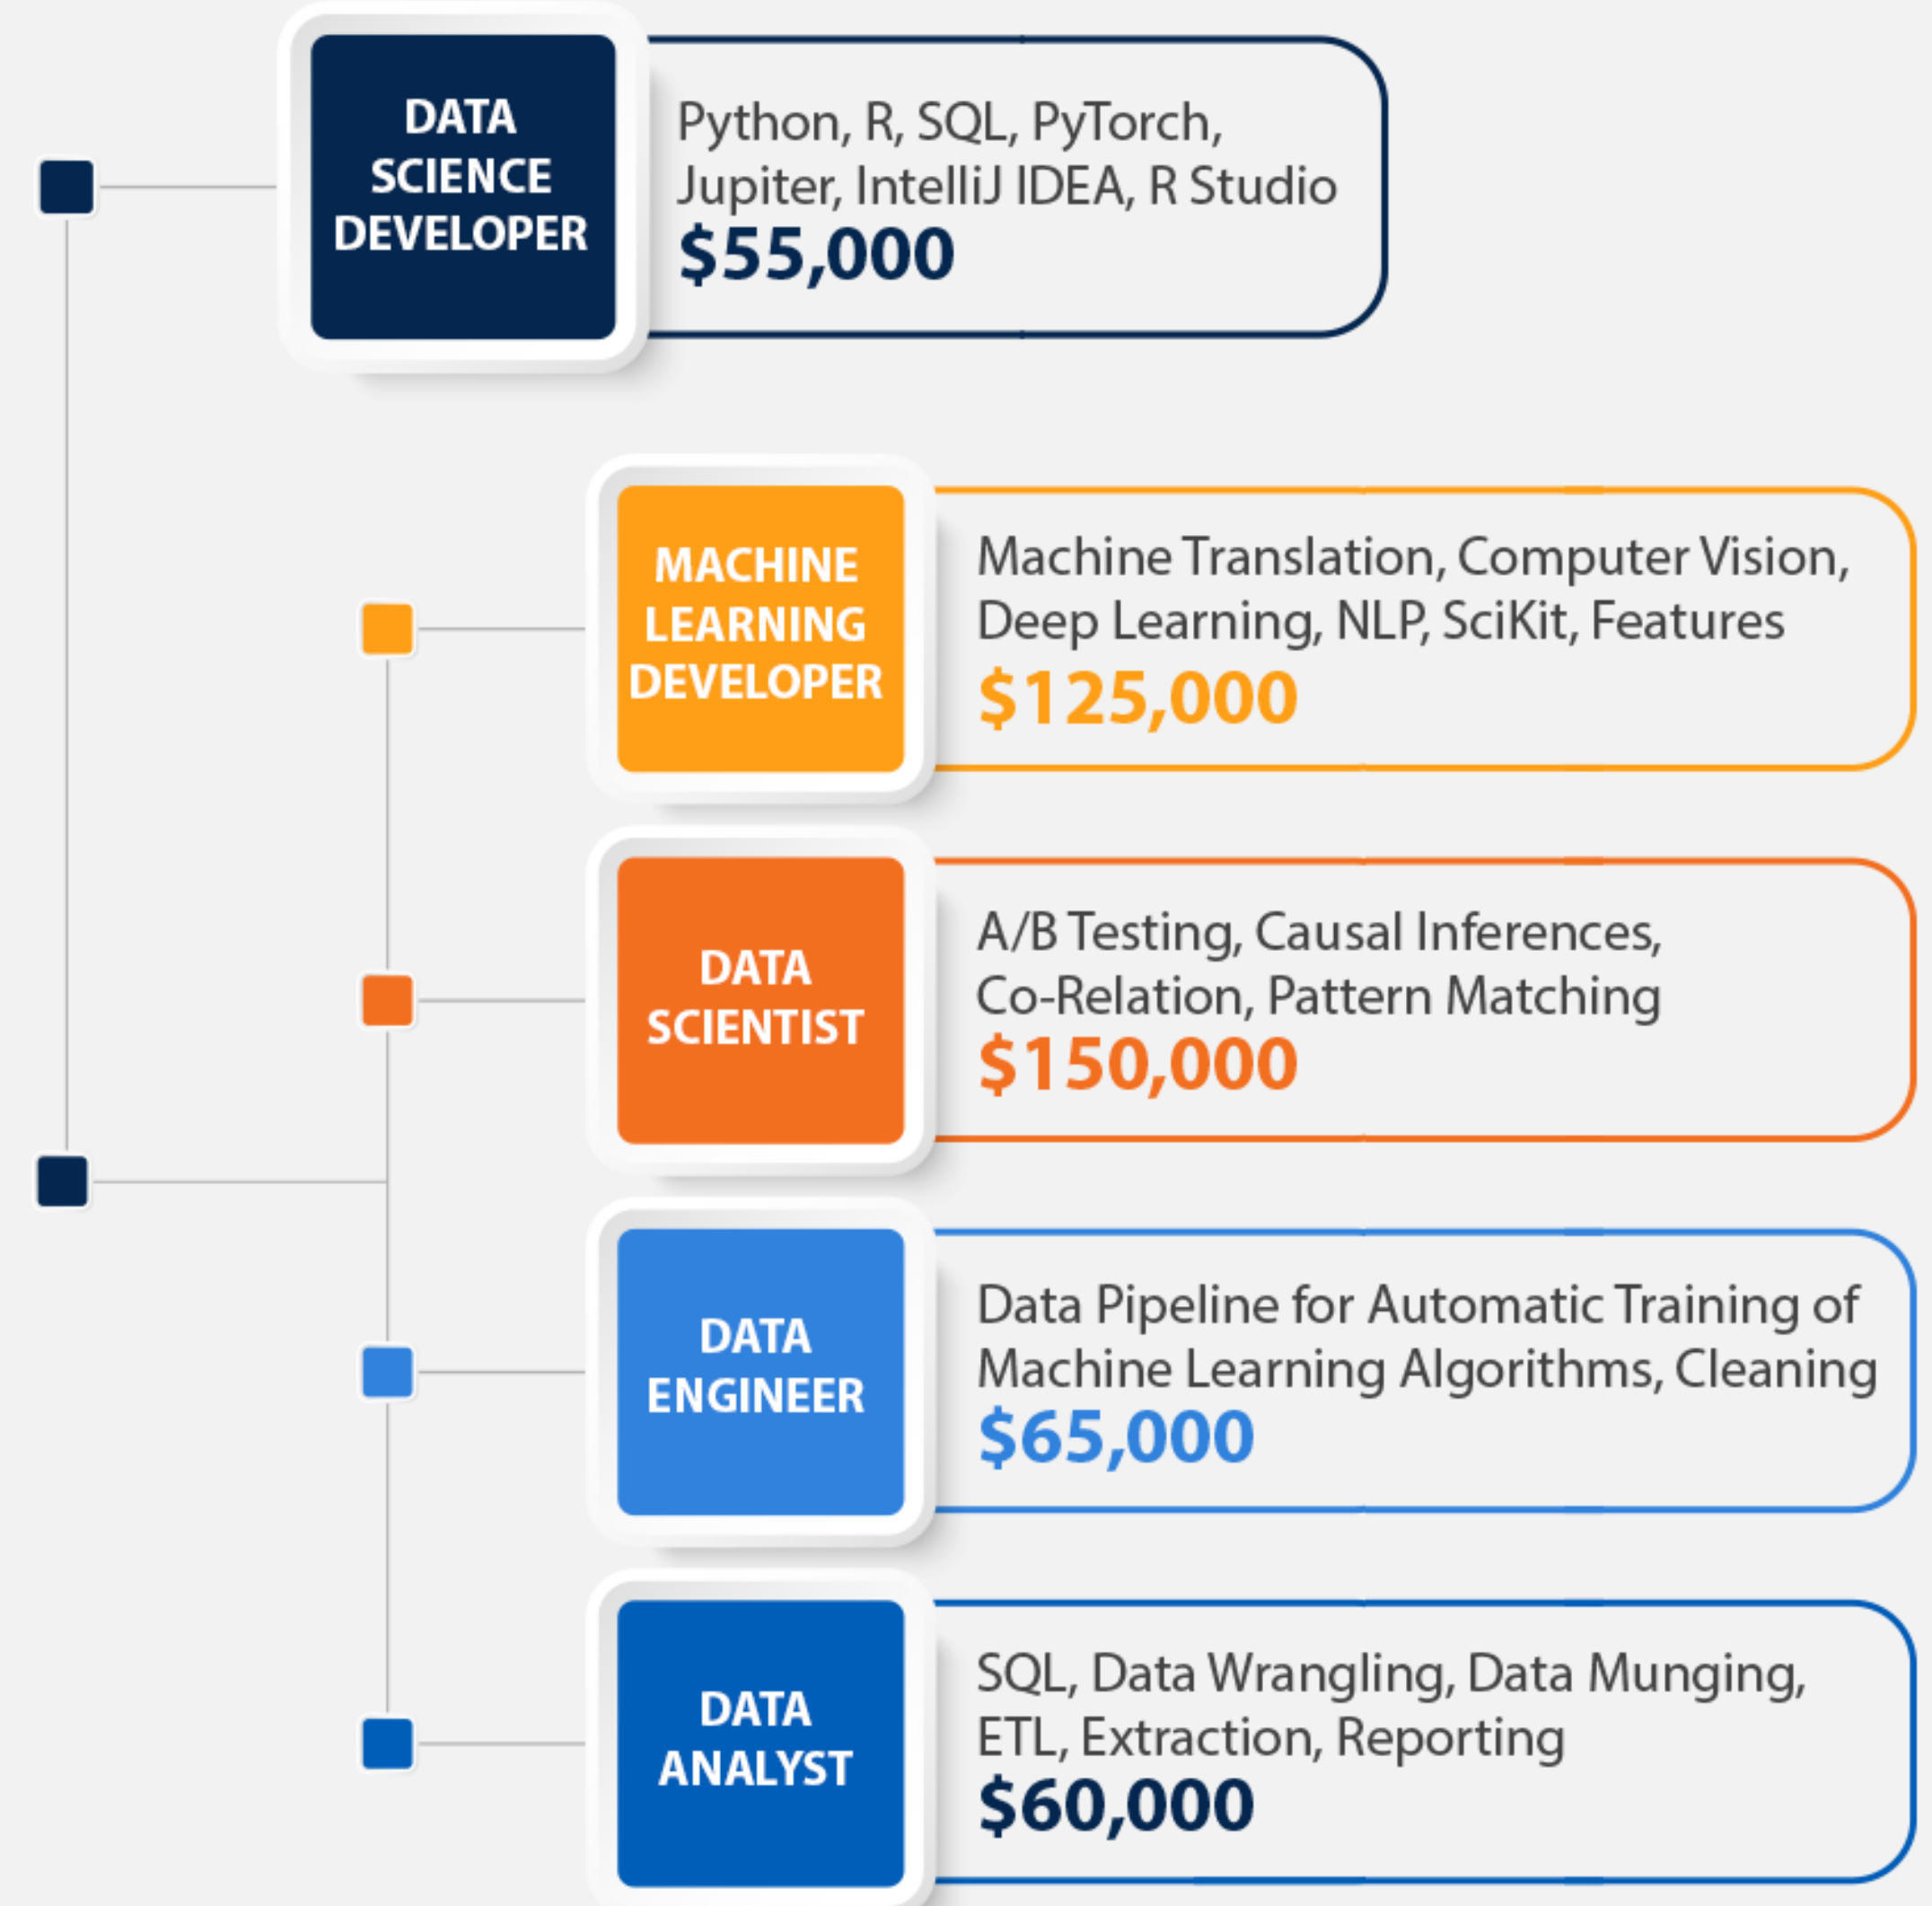 DATA
SCIENCE
DEVELOPER
Python, R, SQL, PyTorch,
Jupiter, IntelliJ IDEA, R Studio
$55,000
MACHINE
LEARNING
DEVELOPER
Machine Translation, Computer Vision,
Deep Learning, NLP, SciKit, Features
$125,000
DATA
SCIENTIST
A/B Testing, Causal Inferences,
Co-Relation, Pattern Matching
$150,000
DATA
ENGINEER
Data Pipeline for Automatic Training of
Machine Learning Algorithms, Cleaning
$65,000
DATA
ANALYST
SQL, Data Wrangling, Data Munging,
ETL, Extraction, Reporting
$60,000